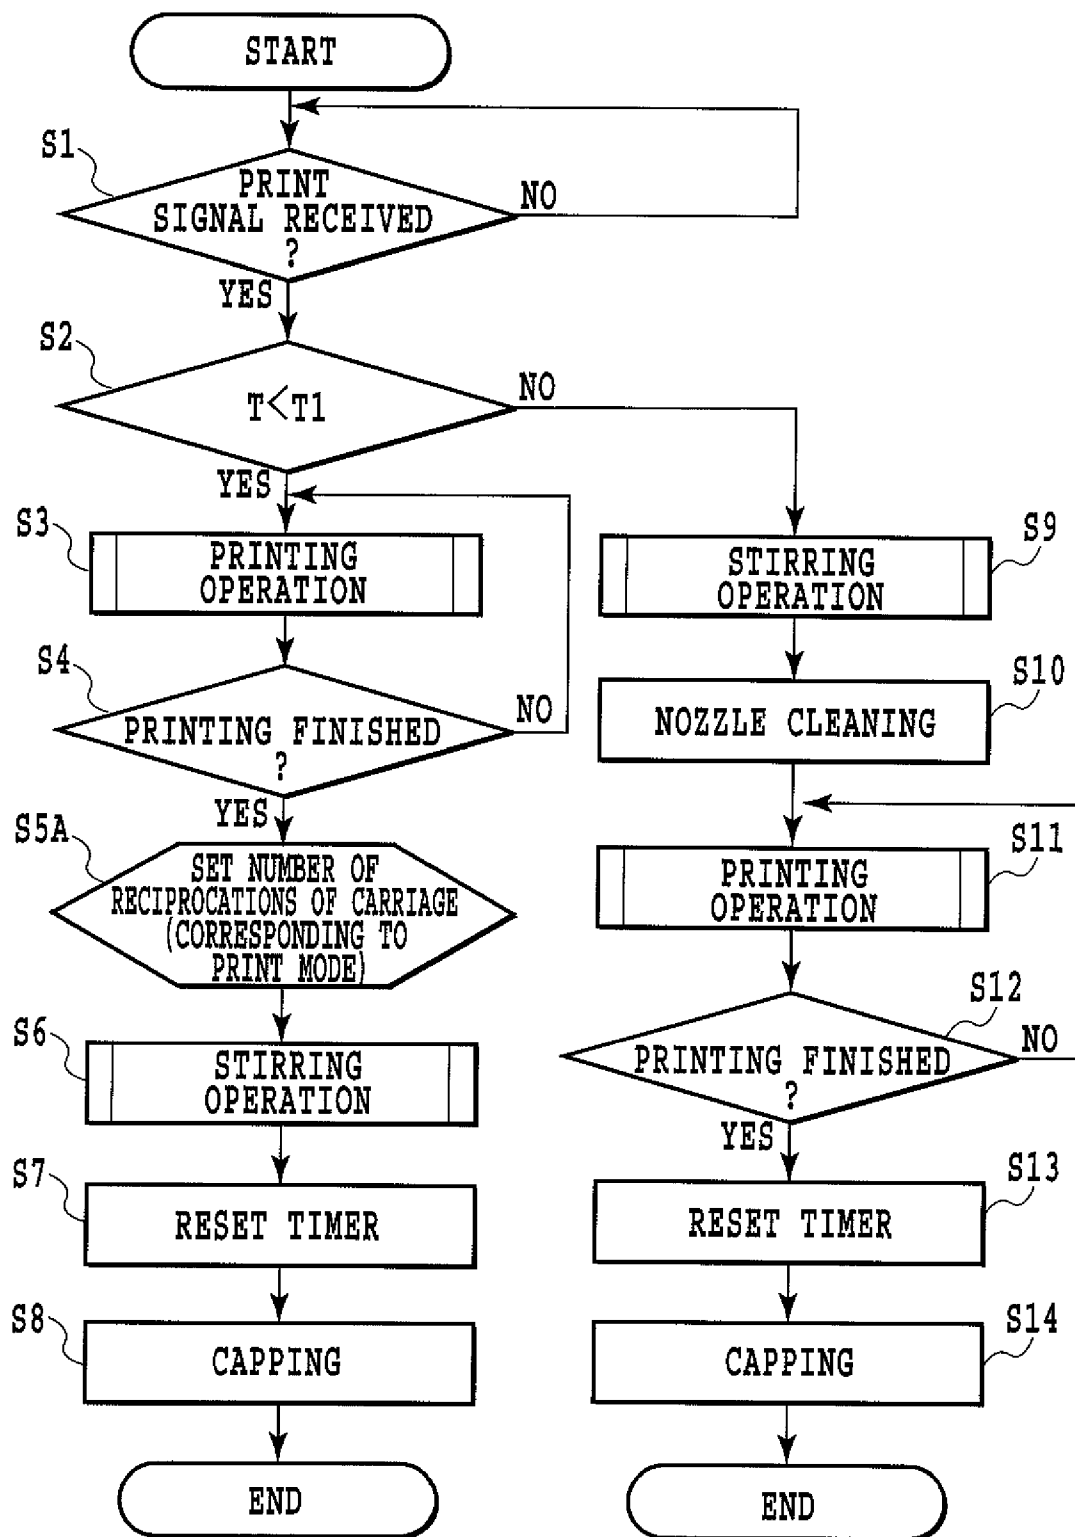 START
S1
PRINT
SIGNAL RECEIVED
?
NO
YES
S2
T<T1
NO
YES
S3
PRINTING
OPERATION
S4
PRINTING FINISHED
?
NO
YES
S5A
SET NUMBER OF
RECIPROCATIONS OF CARRIAGE
(CORRESPONDING TO
PRINT MODE)
S6
STIRRING
OPERATION
S7
RESET TIMER
S8
CAPPING
END
S9
STIRRING
OPERATION
S10
NOZZLE CLEANING
S11
PRINTING
OPERATION
S12
PRINTING FINISHED
?
NO
YES
S13
RESET TIMER
S14
CAPPING
END